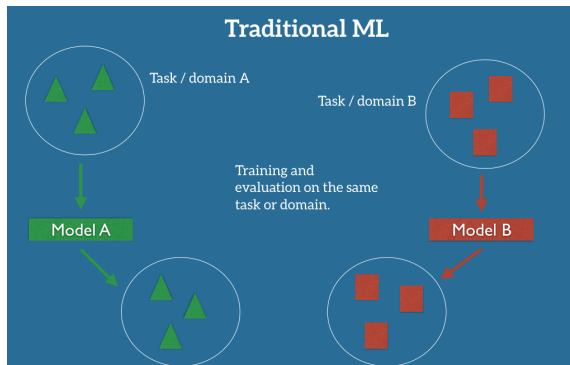 Traditional ML
Task / domain A
Task / domain B
Training and
evaluation on the same
task or domain.
Model A
Model B